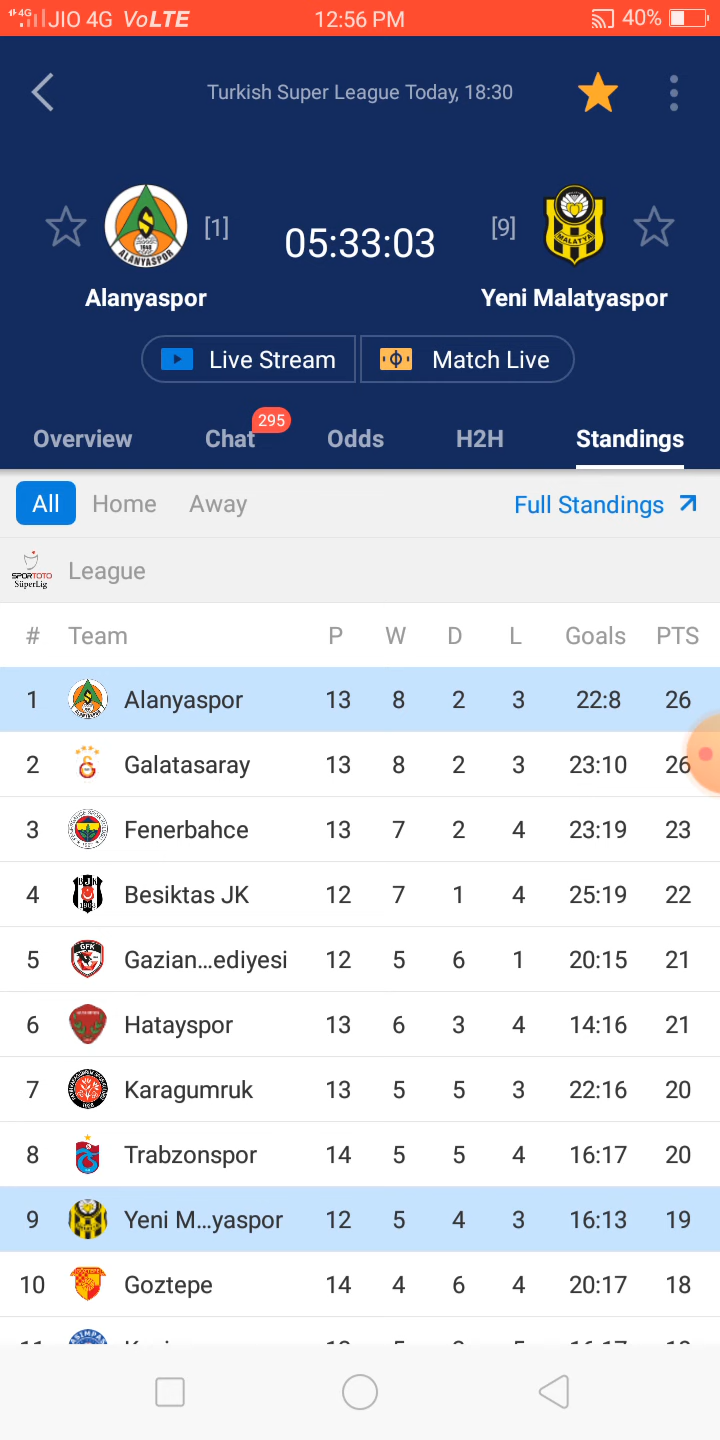 4G JIO 4G VoLTE 12:56 PM 40%
Turkish Super League Today, 18:30
[1] 05:33:03 [9]
Alanyaspor Yeni Malatyaspor
Live Stream Match Live
295
Overview Chat Odds H2H Standings
All Home Away Full Standings
SPORTOTO SüperLig League
# Team P W D L Goals PTS
1 Alanyaspor 13 8 2 3 22:8 26
2 Galatasaray 13 8 2 3 23:10 26
3 Fenerbahce 13 7 2 4 23:19 23
4 Besiktas JK 12 7 1 4 25:19 22
5 Gazian...ediyesi 12 5 6 1 20:15 21
6 Hatayspor 13 6 3 4 14:16 21
7 Karagumruk 13 5 5 3 22:16 20
8 Trabzonspor 14 5 5 4 16:17 20
9 Yeni M...yaspor 12 5 4 3 16:13 19
10 Goztepe 14 4 6 4 20:17 18